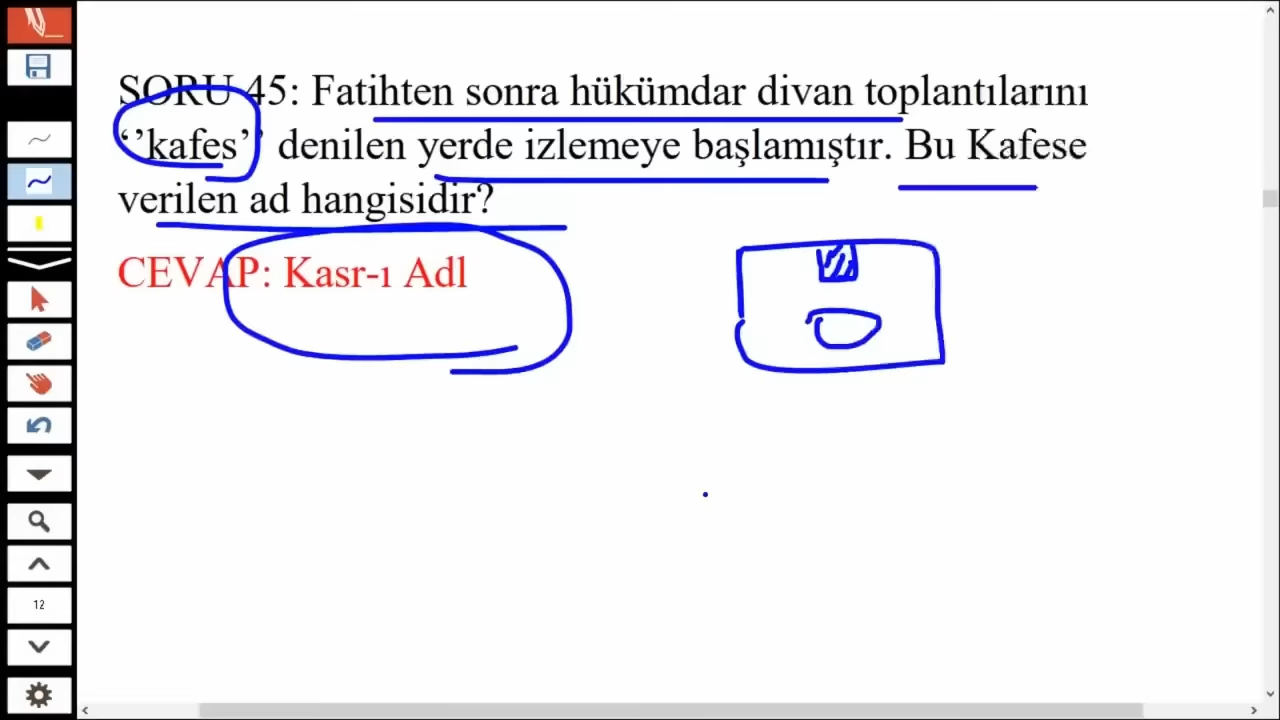 SORU 45: Fatihten sonra hükümdar divan toplantılarını
‘’kafes’’ denilen yerde izlemeye başlamıştır. Bu Kafese
verilen ad hangisidir?
CEVAP: Kasr-ı Adl
12